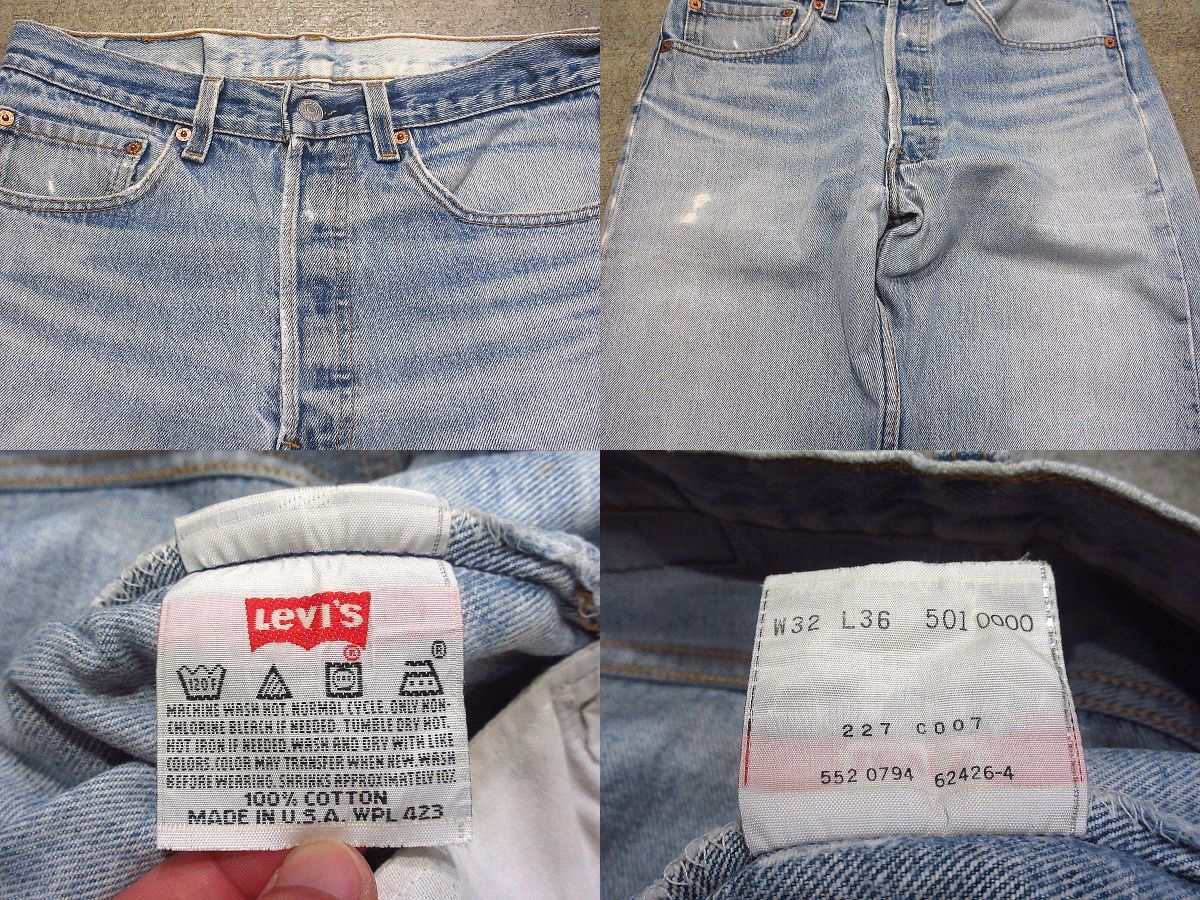 LEVI'S
®
®
120F
MACHINE WASH HOT, NORMAL CYCLE. ONLY NON-
CHLORINE BLEACH IF NEEDED. TUMBLE DRY HOT.
HOT IRON IF NEEDED. WASH AND DRY WITH LIKE
COLORS. COLOR MAY TRANSFER WHEN NEW. WASH
BEFORE WEARING. SHRINKS APPROXIMATELY 10%.
100% COTTON
MADE IN U.S.A. WPL 423
W32 L36 501 0000
227 C007
552 0794 62426-4